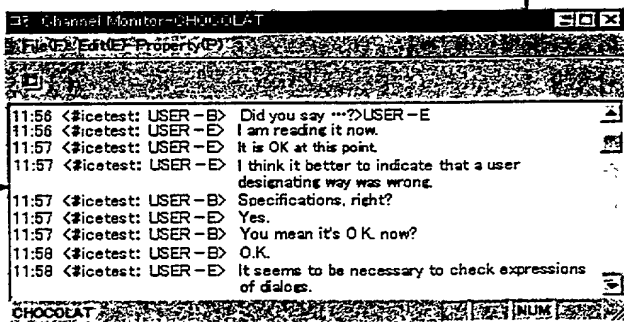 Channel Monitor-CHOCOLAT
File(F) Edit(E) Property(P)
11:56 <#icetest: USER-B> Did you say …?>USER-E
11:56 <#icetest: USER-E> I am reading it now.
11:57 <#icetest: USER-E> It is OK at this point.
11:57 <#icetest: USER-E> I think it better to indicate that a user
designating way was wrong.
11:57 <#icetest: USER-B> Specifications, right?
11:57 <#icetest: USER-E> Yes.
11:57 <#icetest: USER-B> You mean it's O K. now?
11:58 <#icetest: USER-B> O.K.
11:58 <#icetest: USER-E> It seems to be necessary to check expressions
of dialogs.
CHOCOLAT NUM